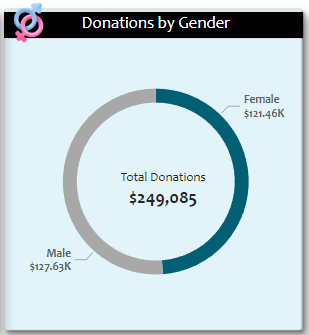 Donations by Gender
Female
$121.46K
Total Donations
$249,085
Male
$127.63K